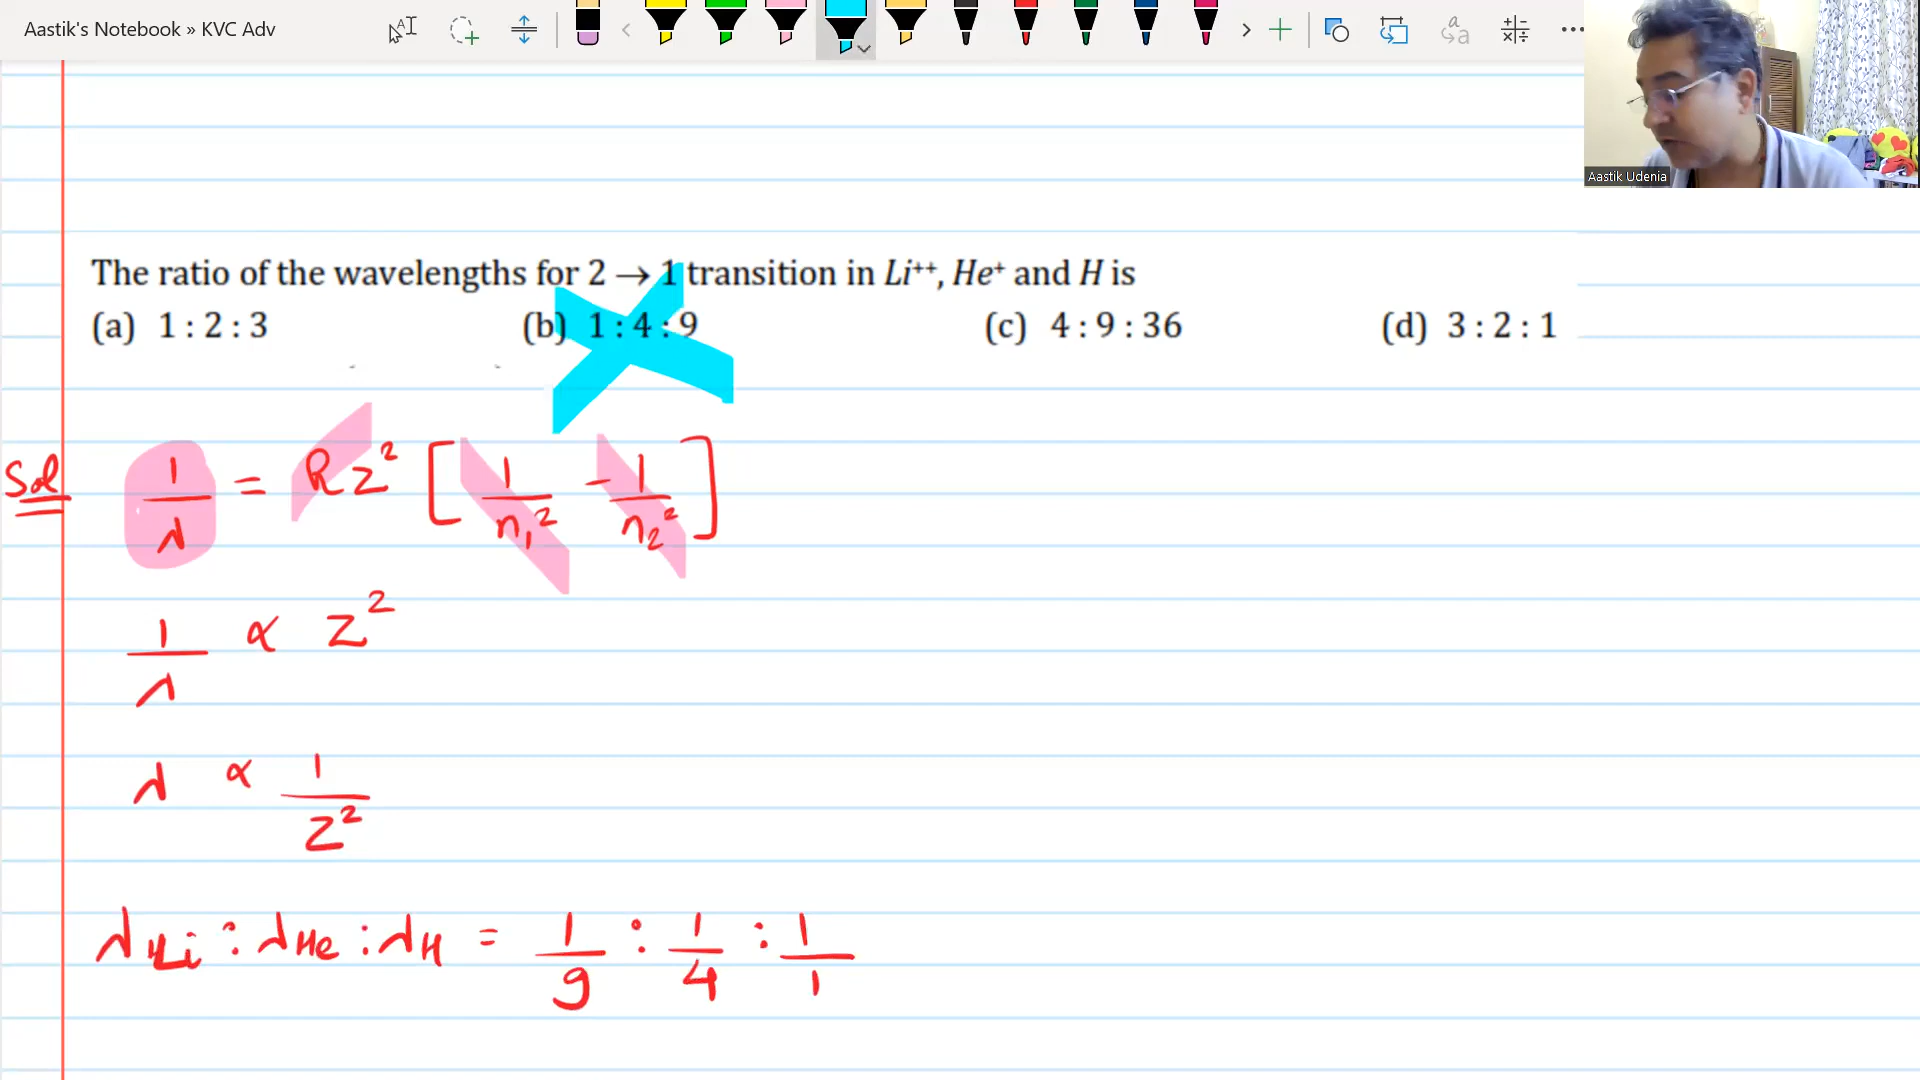 Aastik's Notebook » KVC Adv
Aastik Udenia
The ratio of the wavelengths for 2 → 1 transition in Li⁺⁺, He⁺ and H is
(a) 1 : 2 : 3 (b) 1 : 4 : 9 (c) 4 : 9 : 36 (d) 3 : 2 : 1
Sol 1/λ = RZ² [1/n₁² - 1/n₂²]
1/λ ∝ Z²
λ ∝ 1/Z²
λLi : λHe : λH = 1/9 : 1/4 : 1/1